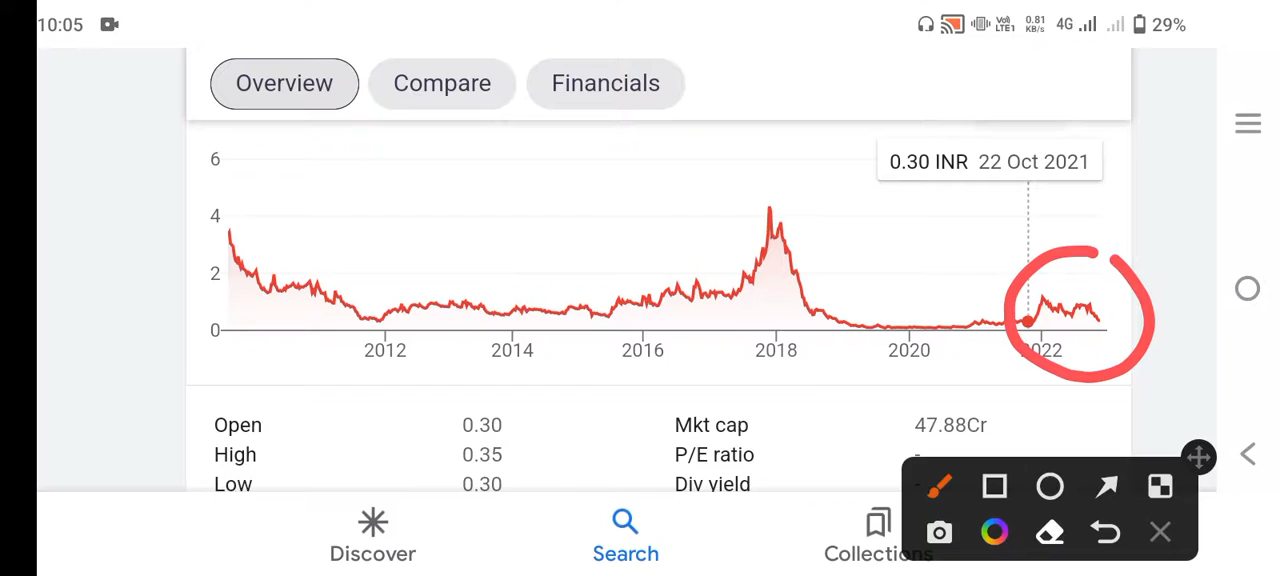 10:05 Vo) LTE1 0.81 KB/s 4G 29%
Overview Compare Financials
0.30 INR 22 Oct 2021
6
4
2
0
2012 2014 2016 2018 2020 2022
Open 0.30 Mkt cap 47.88Cr
High 0.35 P/E ratio -
Low 0.30 Div yield -
Discover Search Collections